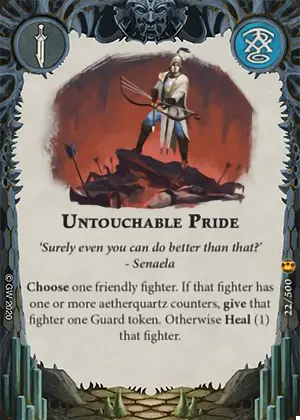 UNTOUCHABLE PRIDE
'Surely even you can do better than that?'
- Senaela
Choose one friendly fighter. If that fighter has
one or more aetherquartz counters, give that
fighter one Guard token. Otherwise Heal (1)
that fighter.
© GW 2020
22/500